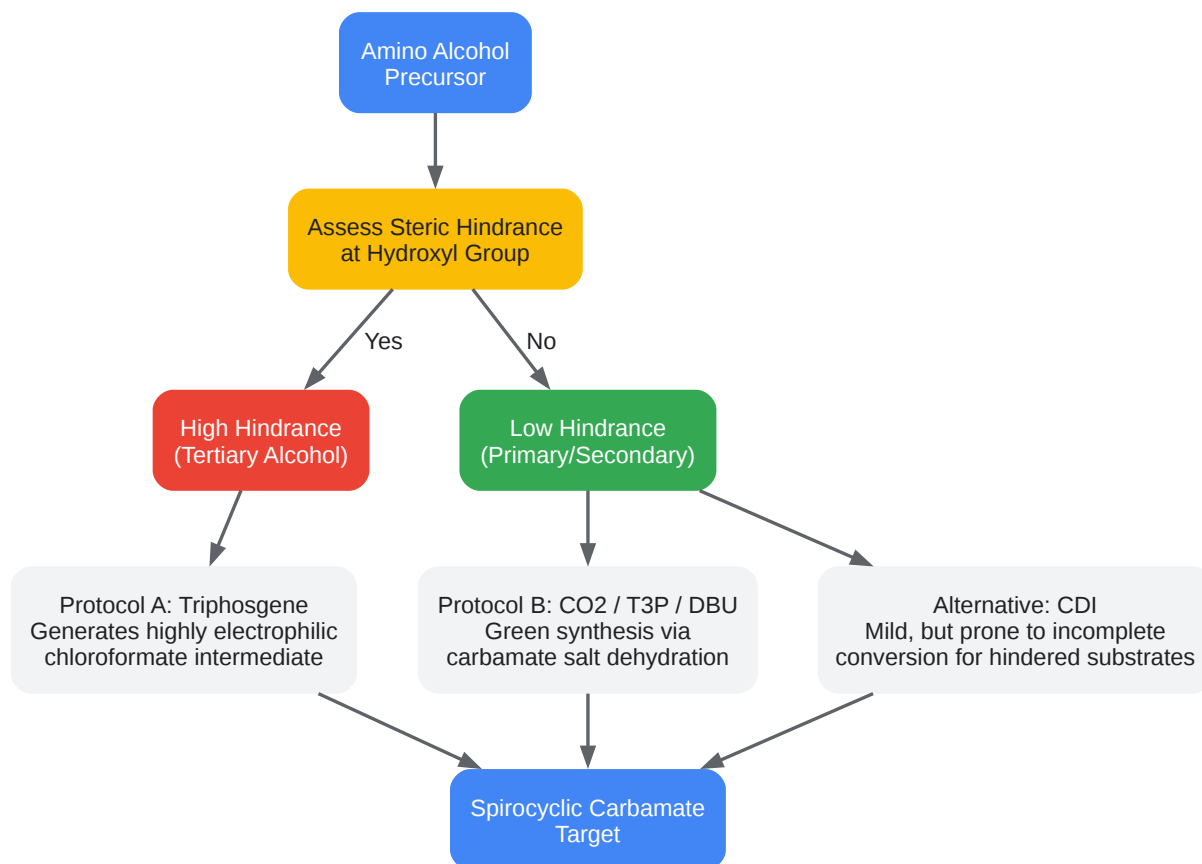 Amino Alcohol
Precursor
Assess Steric Hindrance
at Hydroxyl Group
Yes
No
High Hindrance
(Tertiary Alcohol)
Low Hindrance
(Primary/Secondary)
Protocol A: Triphosgene
Generates highly electrophilic
chloroformate intermediate
Protocol B: CO2 / T3P / DBU
Green synthesis via
carbamate salt dehydration
Alternative: CDI
Mild, but prone to incomplete
conversion for hindered substrates
Spirocyclic Carbamate
Target